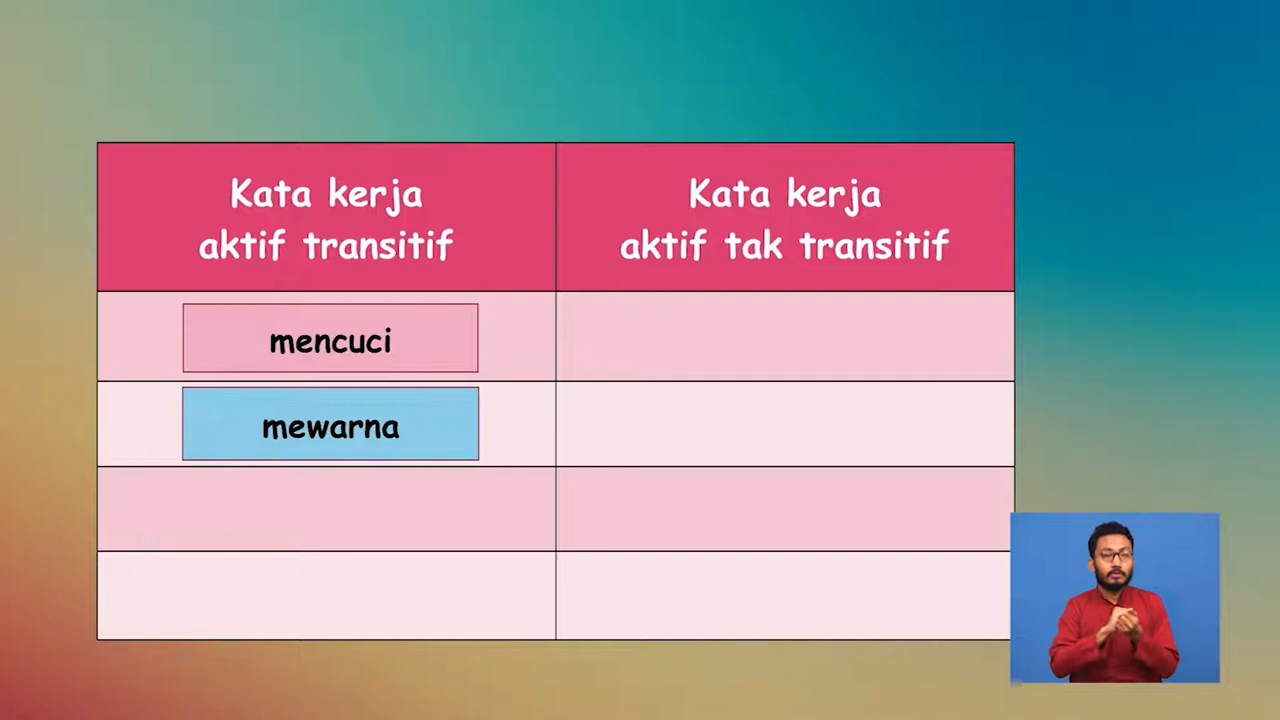 Kata kerja
aktif transitif
Kata kerja
aktif tak transitif
mencuci
mewarna